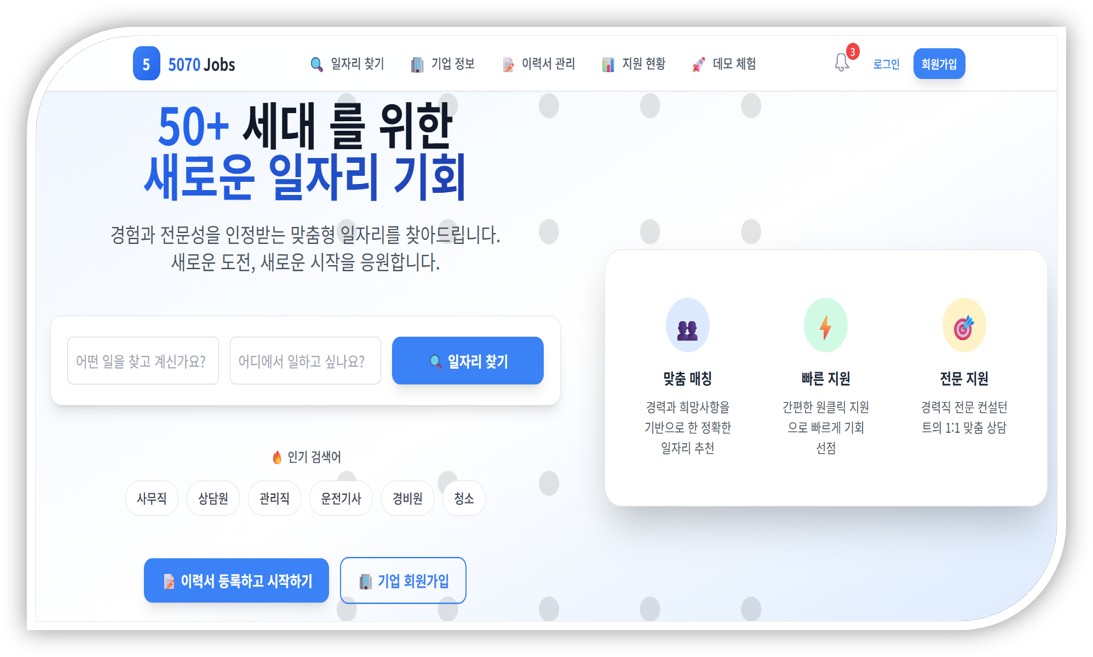 5 5070 Jobs 일자리 찾기 기업 정보 이력서 관리 지원 현황 데모 체험 3 로그인 회원가입
50+ 세대 를 위한
새로운 일자리 기회
경험과 전문성을 인정받는 맞춤형 일자리를 찾아드립니다.
새로운 도전, 새로운 시작을 응원합니다.
어떤 일을 찾고 계신가요? 어디에서 일하고 싶나요? 일자리 찾기
인기 검색어
사무직 상담원 관리직 운전기사 경비원 청소
이력서 등록하고 시작하기 기업 회원가입
맞춤 매칭
경력과 희망사항을
기반으로 한 정확한
일자리 추천
빠른 지원
간편한 원클릭 지원
으로 빠르게 기회
선점
전문 지원
경력직 전문 컨설턴
트의 1:1 맞춤 상담